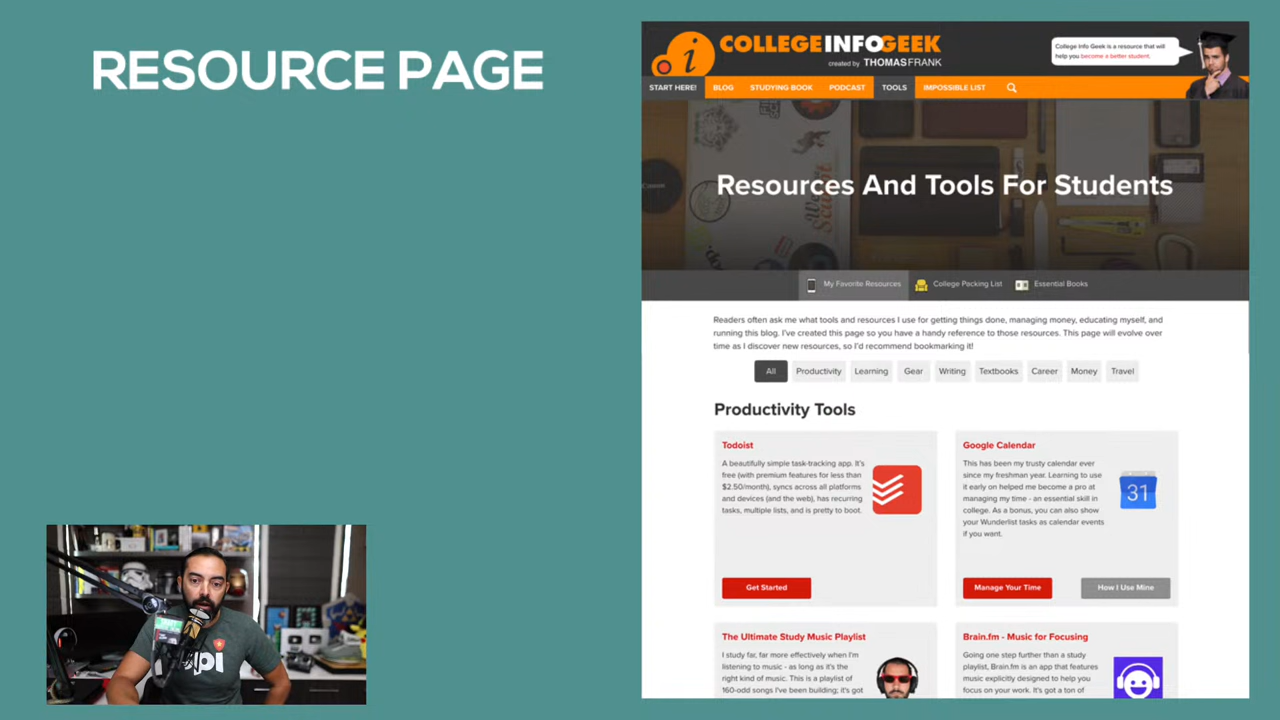 RESOURCE PAGE
COLLEGE INFO GEEK
created by THOMAS FRANK
College Info Geek is a resource that will
help you become a better student.
START HERE!
BLOG
STUDYING BOOK
PODCAST
TOOLS
IMPOSSIBLE LIST
Resources And Tools For Students
My Favorite Resources
College Packing List
Essential Books
Readers often ask me what tools and resources I use for getting things done, managing money, educating myself, and
running this blog. I've created this page so you have a handy reference to those resources. This page will evolve over
time as I discover new resources, so I'd recommend bookmarking it!
All
Productivity
Learning
Gear
Writing
Textbooks
Career
Money
Travel
Productivity Tools
Todoist
A beautifully simple task-tracking app. It's
free (with premium features for less than
$2.50/month), syncs across all platforms
and devices (and the web), has recurring
tasks, multiple lists, and is pretty to boot.
Get Started
Google Calendar
This has been my trusty calendar ever
since my freshman year. Learning to use
it early on helped me become a pro at
managing my time - an essential skill in
college. As a bonus, you can also show
your Wunderlist tasks as calendar events
if you want.
31
Manage Your Time
How I Use Mine
The Ultimate Study Music Playlist
I study far, far more effectively when I'm
listening to music - as long as it's the
right kind of music. This is a playlist of
160-odd songs I've been building; it's got
Brain.fm - Music for Focusing
Going one step further than a study
playlist, Brain.fm is an app that features
music explicitly designed to help you
focus on your work. It's got a ton of